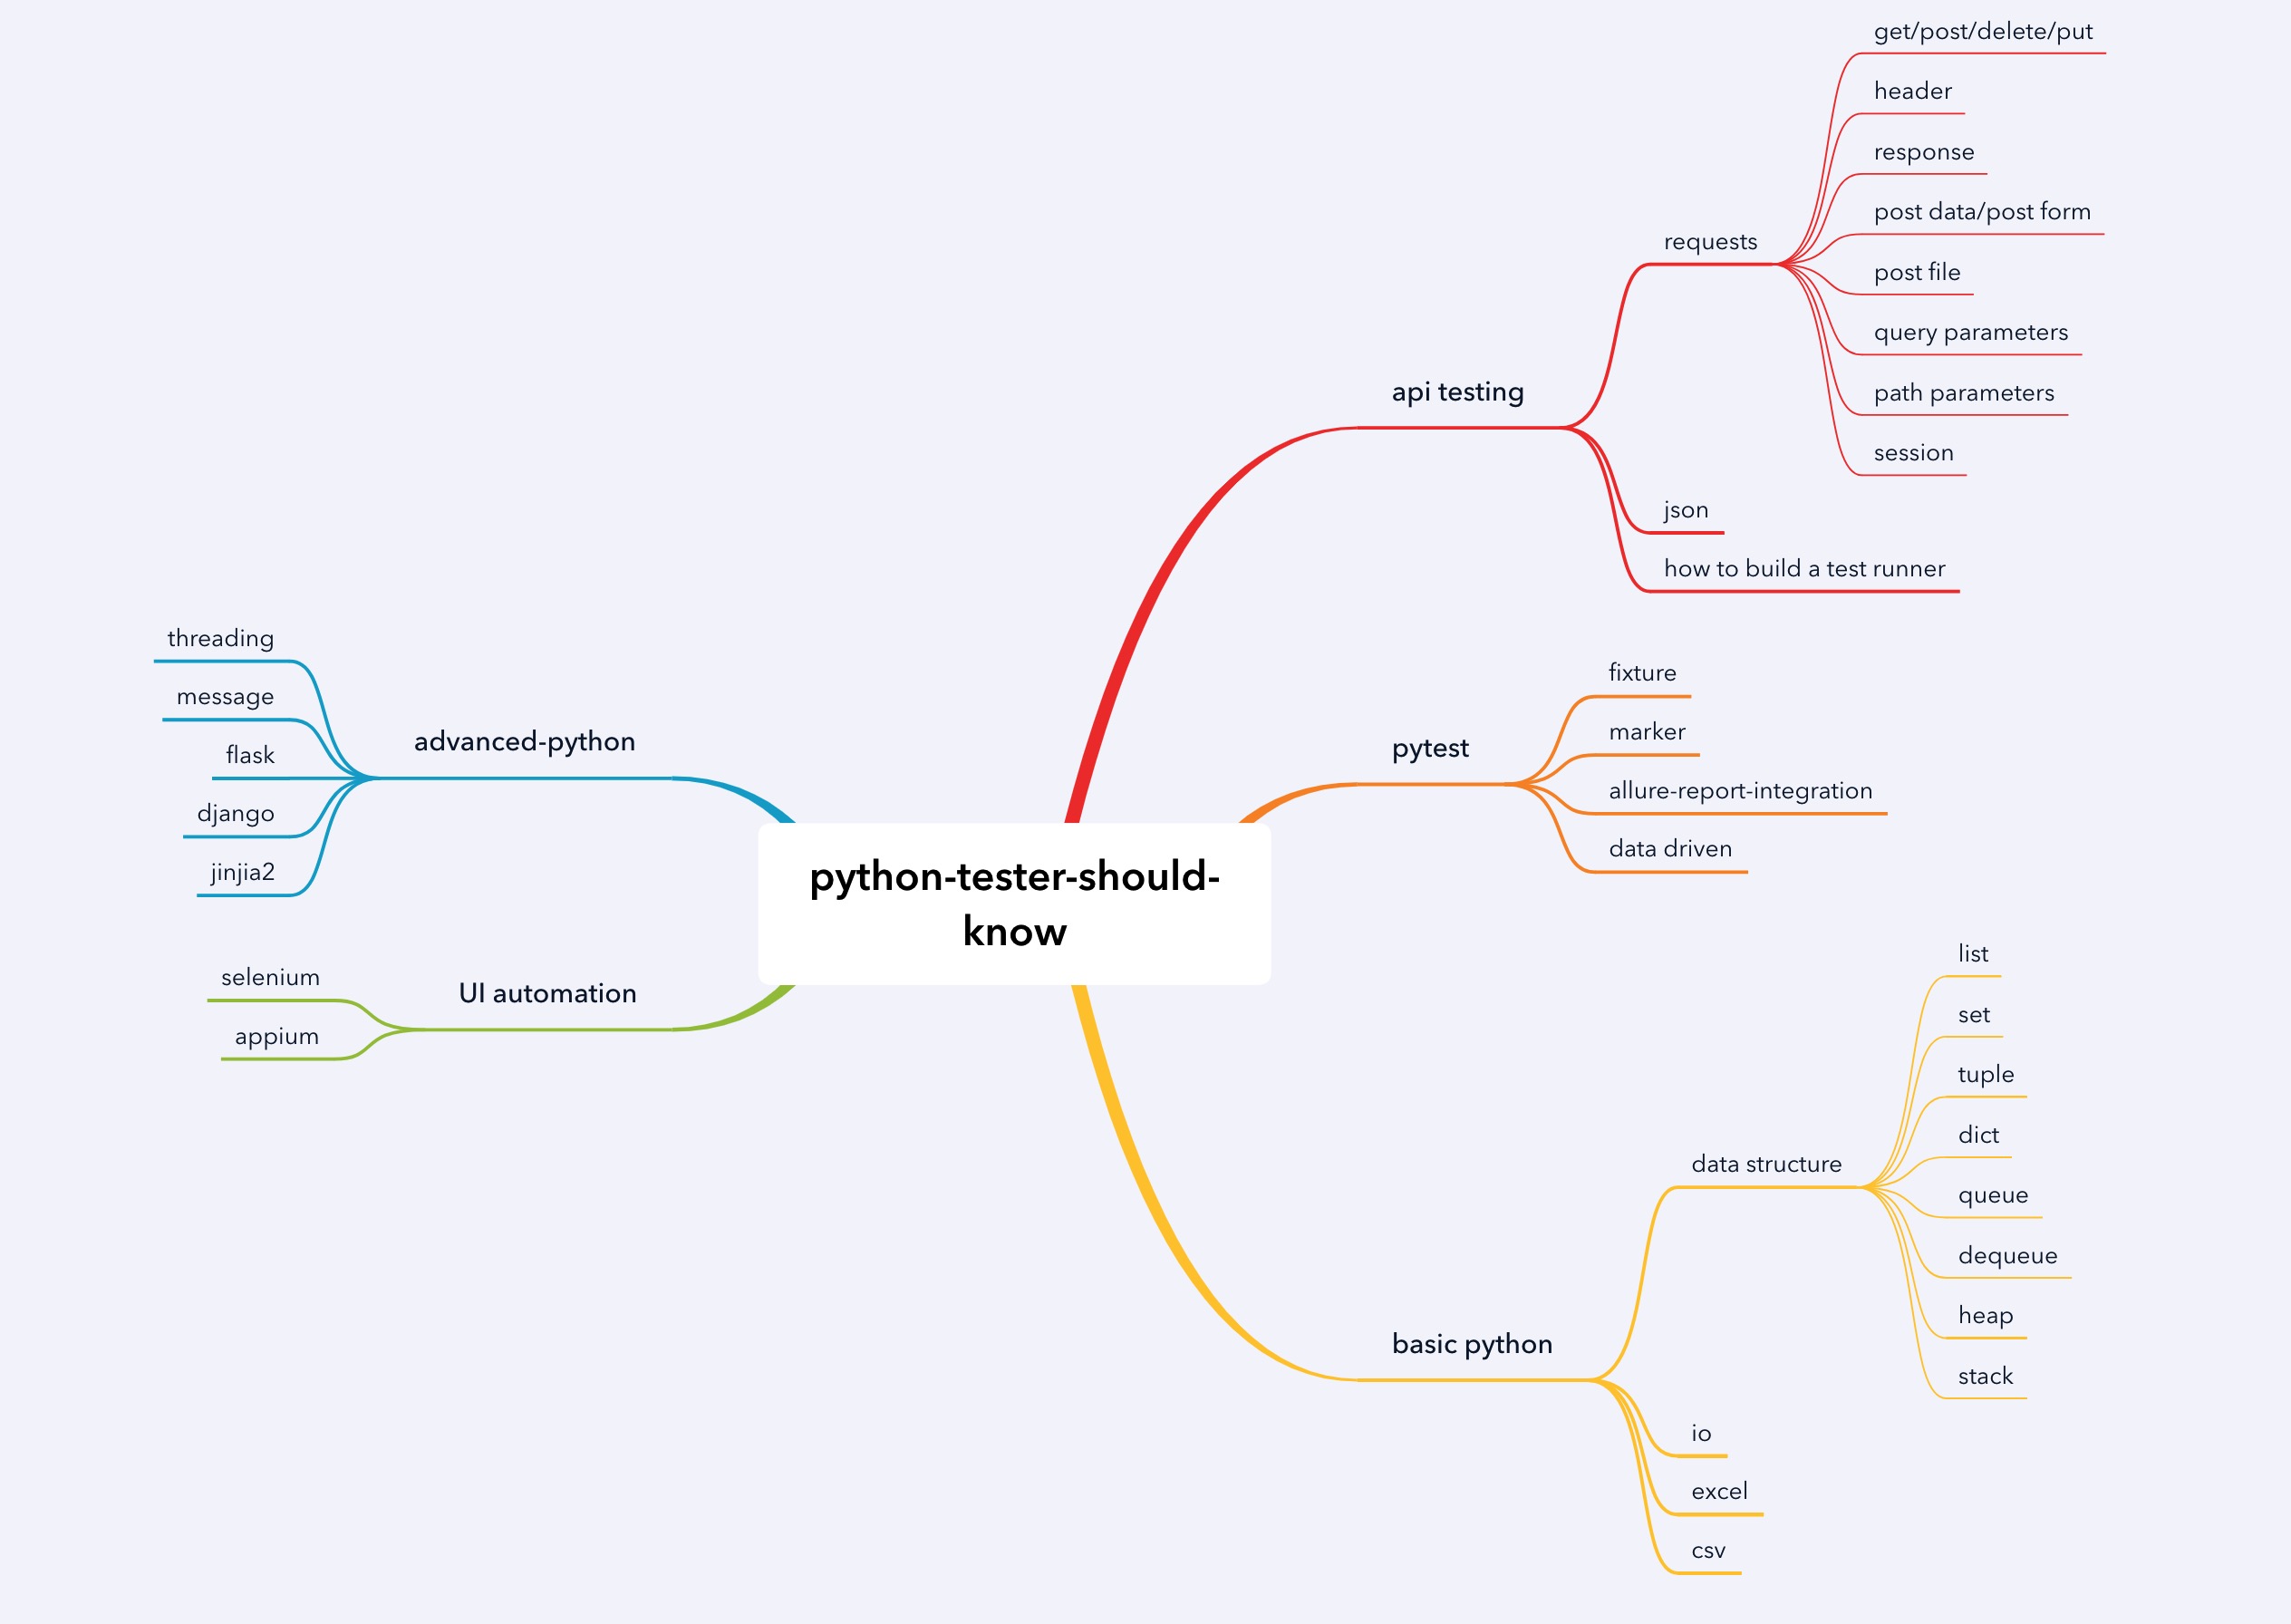 python-tester-should-
know
api testing
requests
get/post/delete/put
header
response
post data/post form
post file
query parameters
path parameters
session
json
how to build a test runner
pytest
fixture
marker
allure-report-integration
data driven
basic python
data structure
list
set
tuple
dict
queue
dequeue
heap
stack
io
excel
csv
advanced-python
threading
message
flask
django
jinjia2
UI automation
selenium
appium